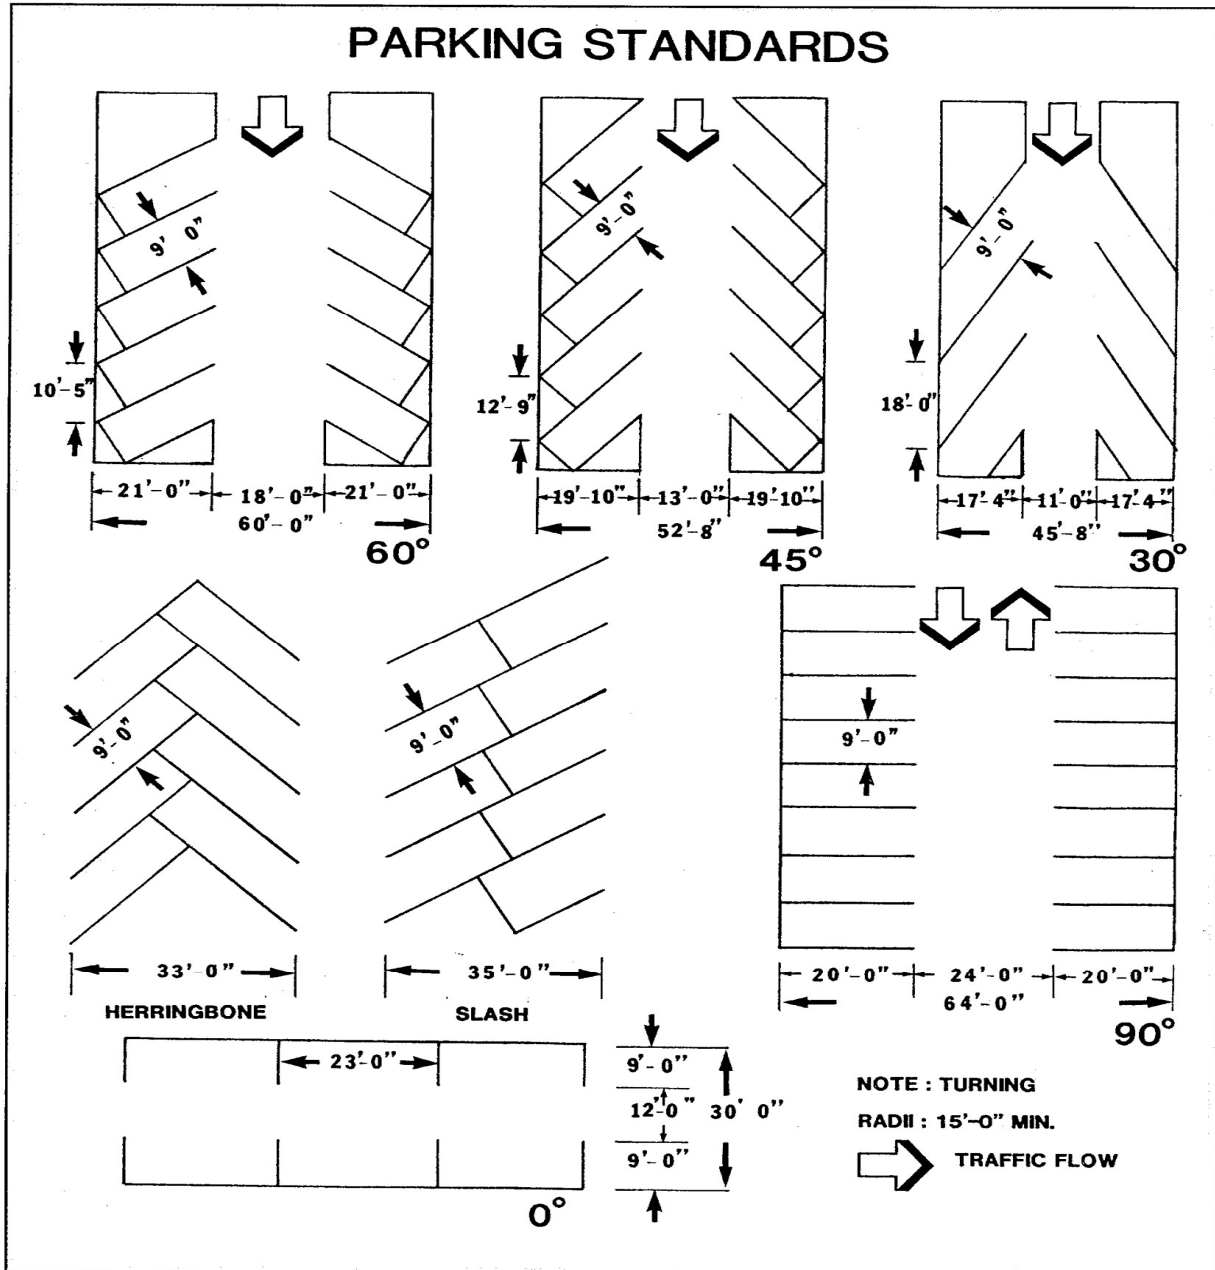 PARKING STANDARDS
9' 0"
10'-5"
21'-0" 18'-0" 21'-0"
60'-0"
60°
9'-0"
12'-9"
19'-10" 13'-0" 19'-10"
52'-8"
45°
9'-0"
18'-0"
17'-4" 11'-0" 17'-4"
45'-8"
30°
9'-0"
33'-0"
HERRINGBONE
9'-0"
35'-0"
SLASH
9'-0"
20'-0" 24'-0" 20'-0"
64'-0"
90°
23'-0"
9'-0"
12'-0" 30' 0"
9'-0"
0°
NOTE : TURNING
RADII : 15'-0" MIN.
TRAFFIC FLOW